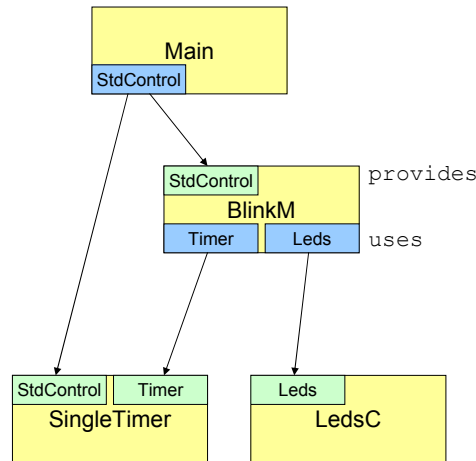 Main
StdControl
StdControl
provides
BlinkM
Timer
Leds
uses
StdControl
Timer
Leds
SingleTimer
LedsC